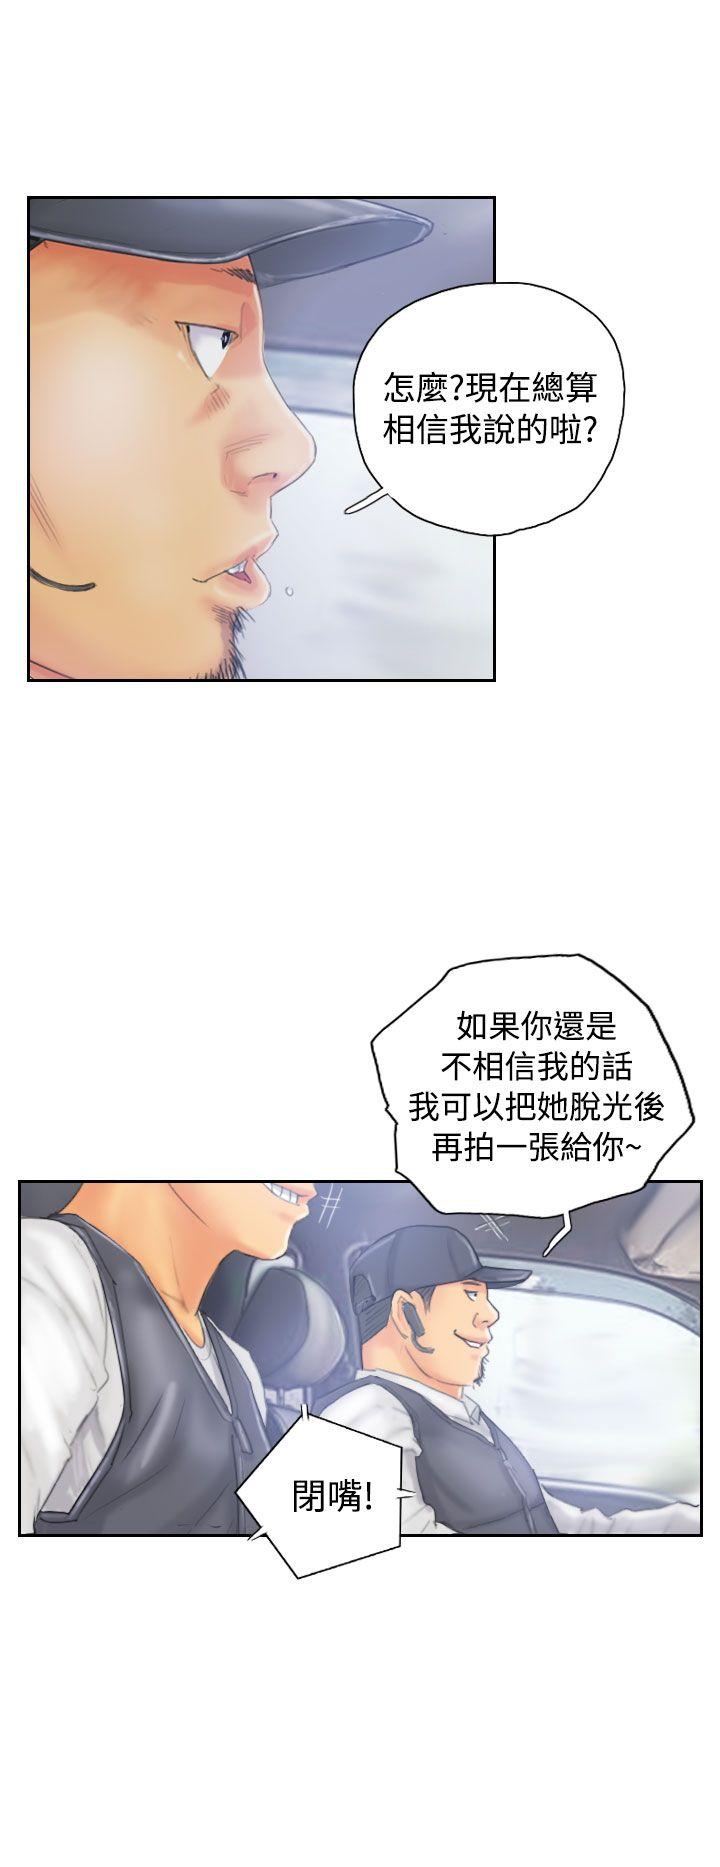 怎麼?現在總算
相信我說的啦?
如果你還是
不相信我的話
我可以把她脫光後
再拍一張給你~
閉嘴!